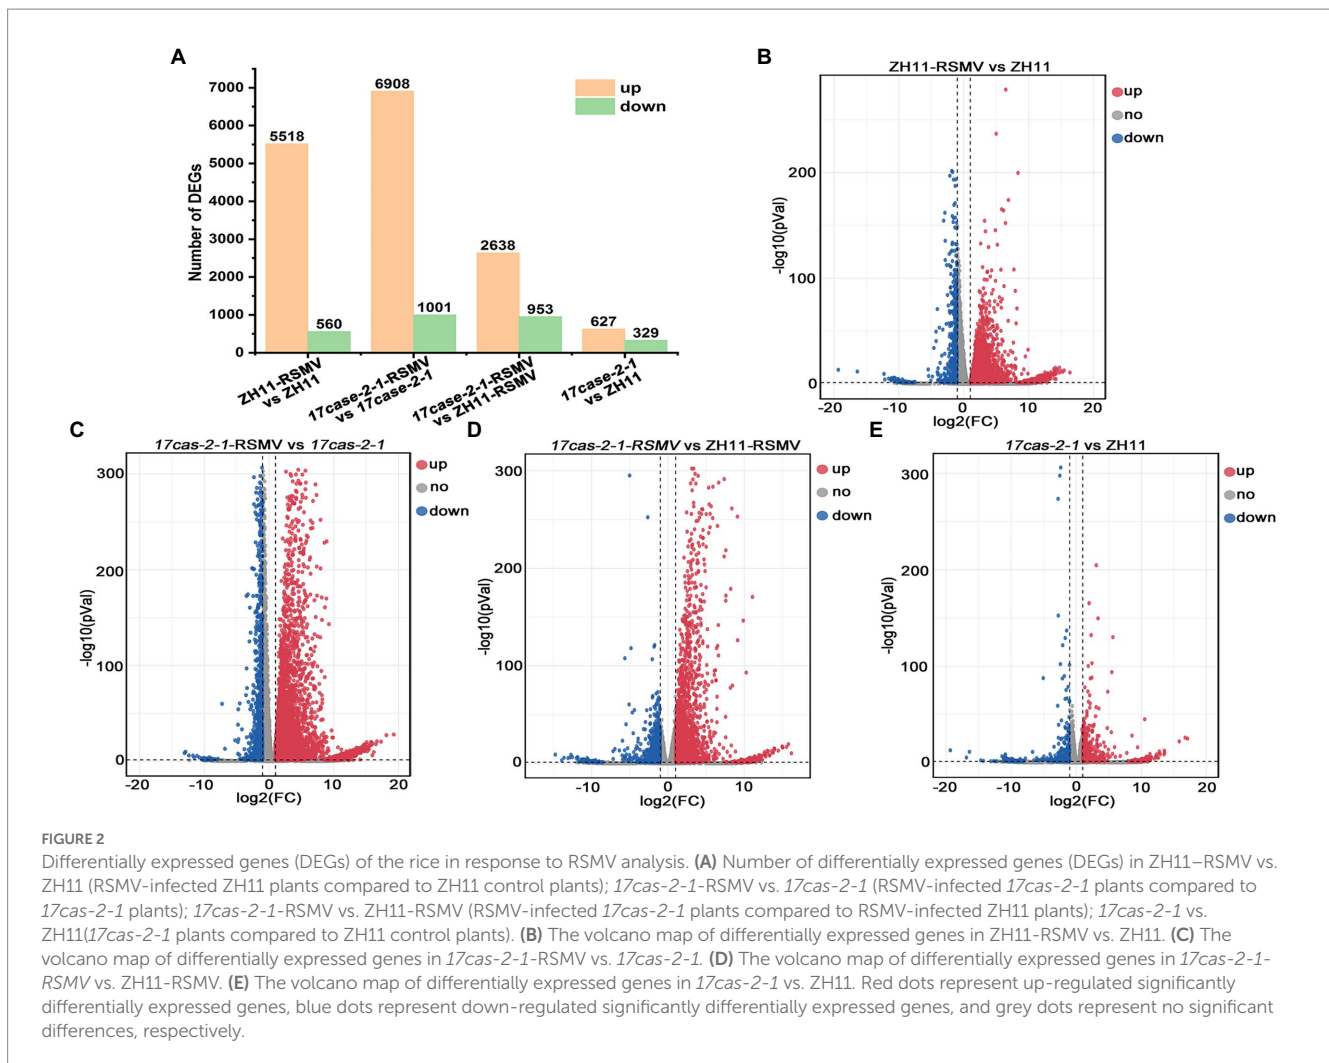 A
7000
6000
5000
4000
3000
2000
1000
0
Number of DEGs
5518
560
6908
1001
2638
953
627
329
up
down
ZH11-RSMV
vs ZH11
17case-2-1-RSMV
vs 17case-2-1
17case-2-1-RSMV
vs ZH11-RSMV
17case-2-1
vs ZH11
B
ZH11-RSMV vs ZH11
up
no
down
200
100
0
-log10(pVal)
-20 -10 0 10 20
log2(FC)
C
17cas-2-1-RSMV vs 17cas-2-1
up
no
down
300
200
100
0
-log10(pVal)
-20 -10 0 10 20
log2(FC)
D
17cas-2-1-RSMV vs ZH11-RSMV
up
no
down
300
200
100
0
-log10(pVal)
-10 0 10
log2(FC)
E
17cas-2-1 vs ZH11
up
no
down
300
200
100
0
-log10(pVal)
-20 -10 0 10 20
log2(FC)
FIGURE 2
Differentially expressed genes (DEGs) of the rice in response to RSMV analysis. (A) Number of differentially expressed genes (DEGs) in ZH11–RSMV vs.
ZH11 (RSMV-infected ZH11 plants compared to ZH11 control plants); 17cas-2-1-RSMV vs. 17cas-2-1 (RSMV-infected 17cas-2-1 plants compared to
17cas-2-1 plants); 17cas-2-1-RSMV vs. ZH11-RSMV (RSMV-infected 17cas-2-1 plants compared to RSMV-infected ZH11 plants); 17cas-2-1 vs.
ZH11(17cas-2-1 plants compared to ZH11 control plants). (B) The volcano map of differentially expressed genes in ZH11-RSMV vs. ZH11. (C) The
volcano map of differentially expressed genes in 17cas-2-1-RSMV vs. 17cas-2-1. (D) The volcano map of differentially expressed genes in 17cas-2-1-
RSMV vs. ZH11-RSMV. (E) The volcano map of differentially expressed genes in 17cas-2-1 vs. ZH11. Red dots represent up-regulated significantly
differentially expressed genes, blue dots represent down-regulated significantly differentially expressed genes, and grey dots represent no significant
differences, respectively.